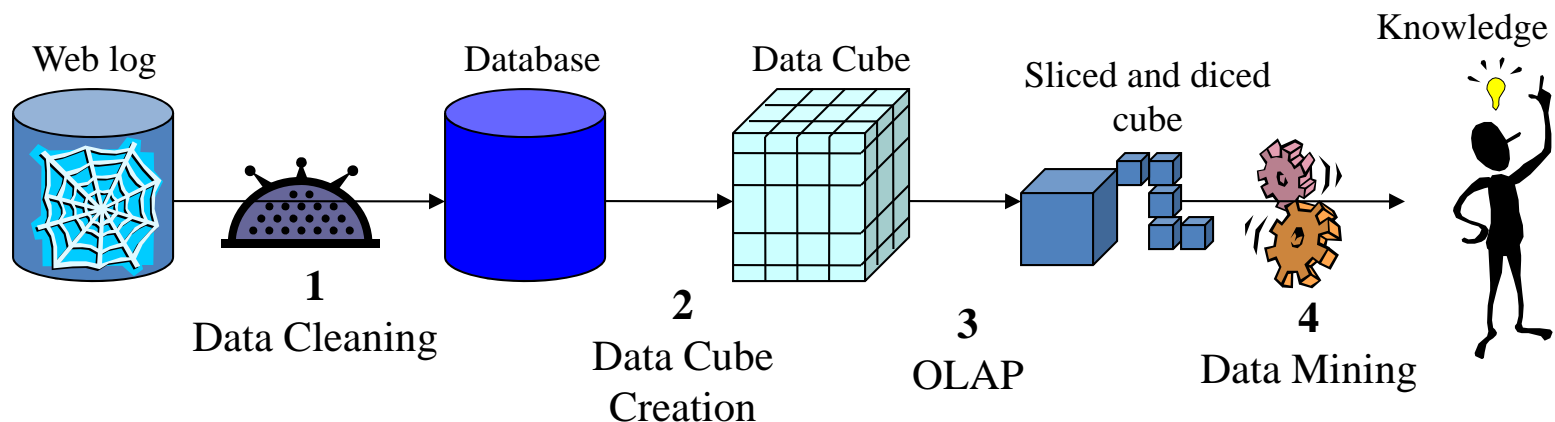 Web log
Database
Data Cube
Sliced and diced
cube
Knowledge
1
Data Cleaning
2
Data Cube
Creation
3
OLAP
4
Data Mining